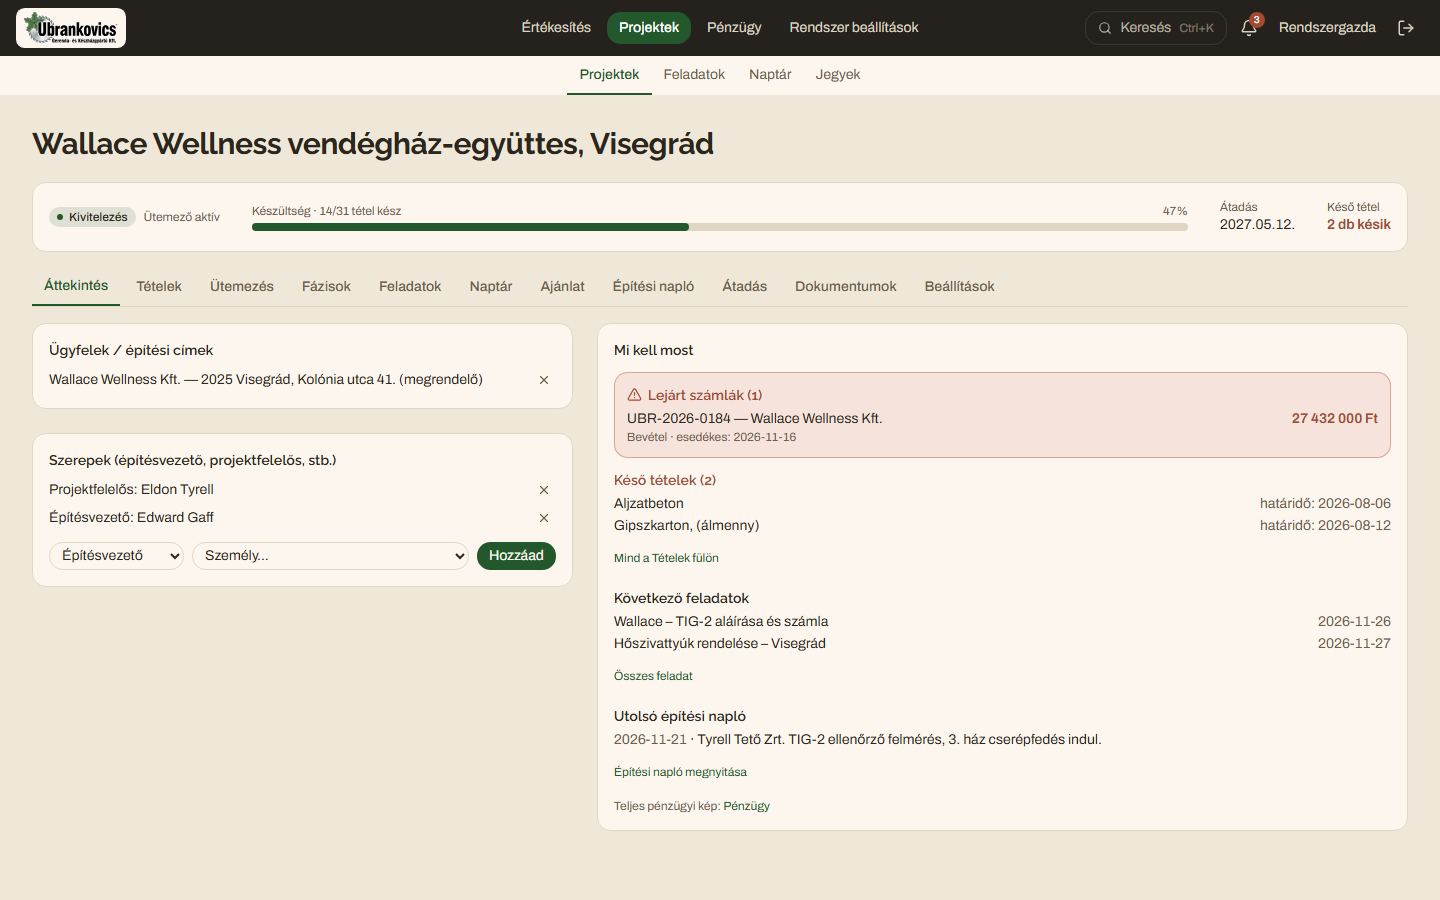 Ubrankovics
Gerenda- és Készházgyártó Kft.
Értékesítés
Projektek
Pénzügy
Rendszer beállítások
Keresés Ctrl+K
3
Rendszergazda
Projektek
Feladatok
Naptár
Jegyek
Wallace Wellness vendégház-együttes, Visegrád
Kivitelezés
Ütemező aktív
Készültség · 14/31 tétel kész
47%
Átadás
2027.05.12.
Késő tétel
2 db késik
Áttekintés
Tételek
Ütemezés
Fázisok
Feladatok
Naptár
Ajánlat
Építési napló
Átadás
Dokumentumok
Beállítások
Ügyfelek / építési címek
Wallace Wellness Kft. — 2025 Visegrád, Kolónia utca 41. (megrendelő)
Szerepek (építésvezető, projektfelelős, stb.)
Projektfelelős: Eldon Tyrell
Építésvezető: Edward Gaff
Építésvezető
Személy...
Hozzáad
Mi kell most
Lejárt számlák (1)
UBR-2026-0184 — Wallace Wellness Kft.
27 432 000 Ft
Bevétel · esedékes: 2026-11-16
Késő tételek (2)
Aljzatbeton
határidő: 2026-08-06
Gipszkarton, (álmenny)
határidő: 2026-08-12
Mind a Tételek fülön
Következő feladatok
Wallace – TIG-2 aláírása és számla
2026-11-26
Hőszivattyúk rendelése – Visegrád
2026-11-27
Összes feladat
Utolsó építési napló
2026-11-21 · Tyrell Tető Zrt. TIG-2 ellenőrző felmérés, 3. ház cserépfedés indul.
Építési napló megnyitása
Teljes pénzügyi kép: Pénzügy